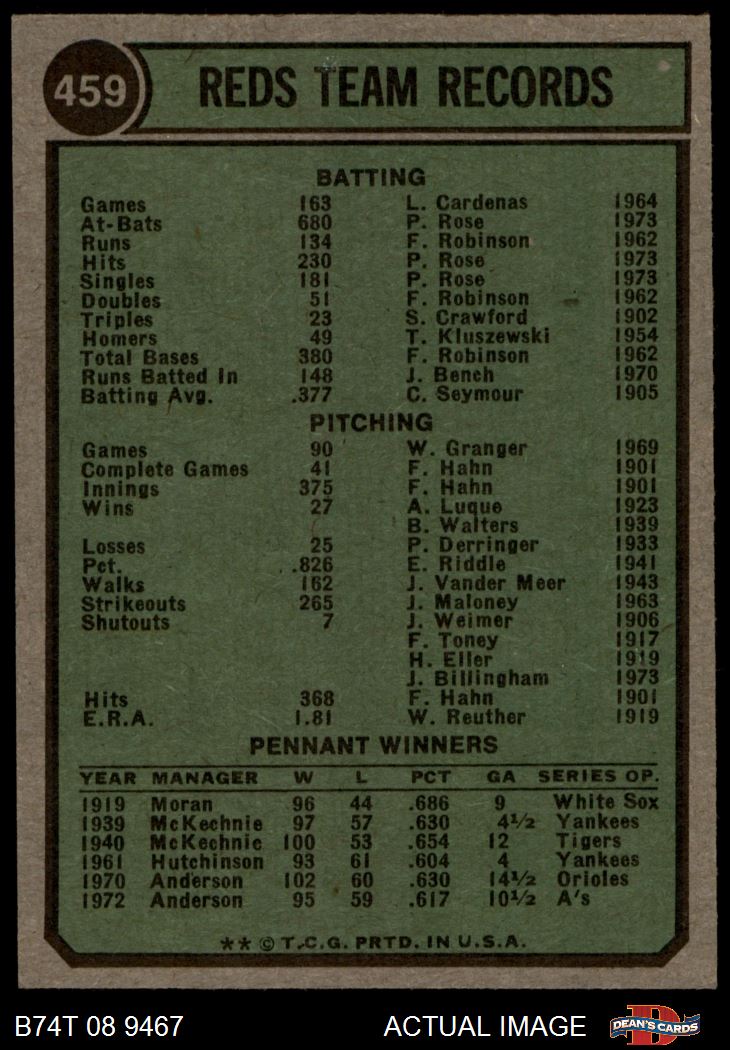 459 REDS TEAM RECORDS
BATTING
Games 163 L. Cardenas 1964
At-Bats 680 P. Rose 1973
Runs 134 F. Robinson 1962
Hits 230 P. Rose 1973
Singles 181 P. Rose 1973
Doubles 51 F. Robinson 1962
Triples 23 S. Crawford 1902
Homers 49 T. Kluszewski 1954
Total Bases 380 F. Robinson 1962
Runs Batted In 148 J. Bench 1970
Batting Avg. .377 C. Seymour 1905
PITCHING
Games 90 W. Granger 1969
Complete Games 41 F. Hahn 1901
Innings 375 F. Hahn 1901
Wins 27 A. Luque 1923
B. Walters 1939
Losses 25 P. Derringer 1933
Pct. .826 E. Riddle 1941
Walks 162 J. Vander Meer 1943
Strikeouts 265 J. Maloney 1963
Shutouts 7 J. Weimer 1906
F. Toney 1917
H. Eller 1919
J. Billingham 1973
Hits 368 F. Hahn 1901
E.R.A. 1.81 W. Reuther 1919
PENNANT WINNERS
YEAR MANAGER W L PCT GA SERIES OP.
1919 Moran 96 44 .686 9 White Sox
1939 McKechnie 97 57 .630 4½ Yankees
1940 McKechnie 100 53 .654 12 Tigers
1961 Hutchinson 93 61 .604 4 Yankees
1970 Anderson 102 60 .630 14½ Orioles
1972 Anderson 95 59 .617 10½ A's
**© T.C.G. PRTD. IN U.S.A.
B74T 08 9467 ACTUAL IMAGE D DEAN'S CARDS